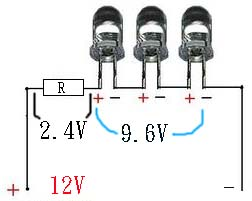 R
+ − + − + −
2.4V
9.6V
+ 12V −